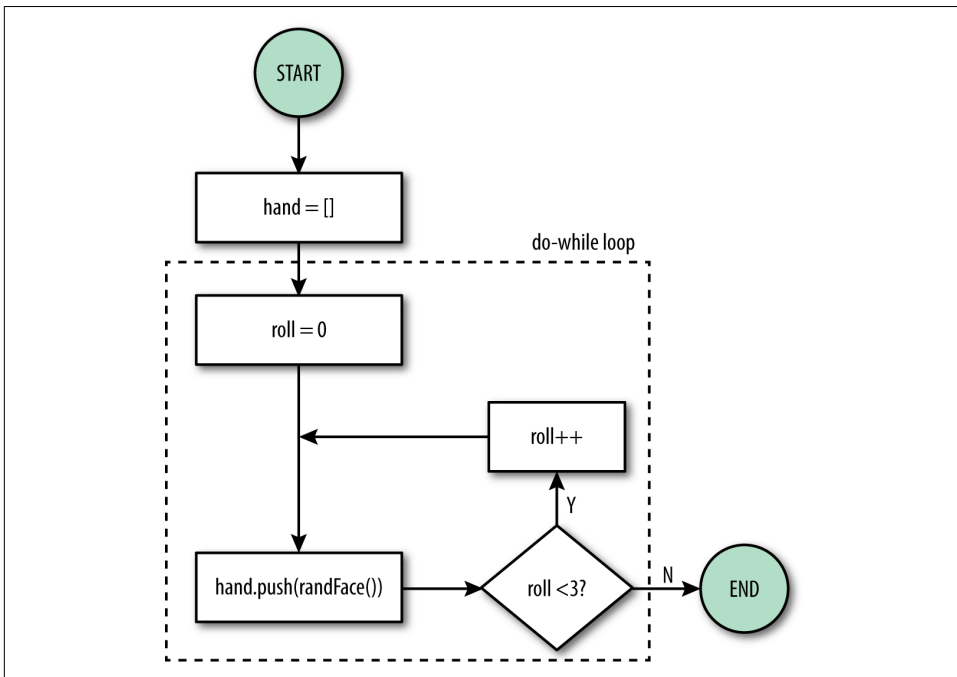 START
hand = []
do-while loop
roll = 0
roll++
Y
hand.push(randFace())
roll <3?
N
END